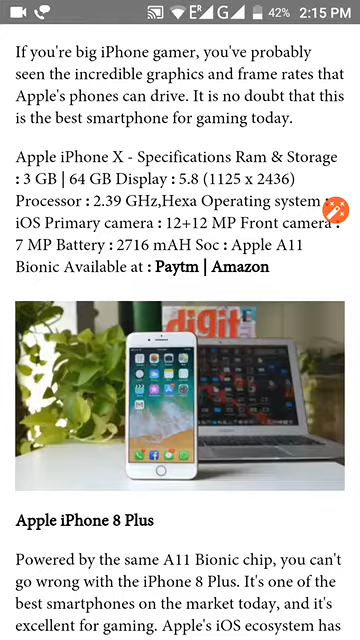 E R G 42% 2:15 PM
If you're big iPhone gamer, you've probably
seen the incredible graphics and frame rates that
Apple's phones can drive. It is no doubt that this
is the best smartphone for gaming today.
Apple iPhone X - Specifications Ram & Storage
: 3 GB | 64 GB Display : 5.8 (1125 x 2436)
Processor : 2.39 GHz,Hexa Operating system :
iOS Primary camera : 12+12 MP Front camera :
7 MP Battery : 2716 mAH Soc : Apple A11
Bionic Available at : Paytm | Amazon
digit
Apple iPhone 8 Plus
Powered by the same A11 Bionic chip, you can't
go wrong with the iPhone 8 Plus. It's one of the
best smartphones on the market today, and it's
excellent for gaming. Apple's iOS ecosystem has